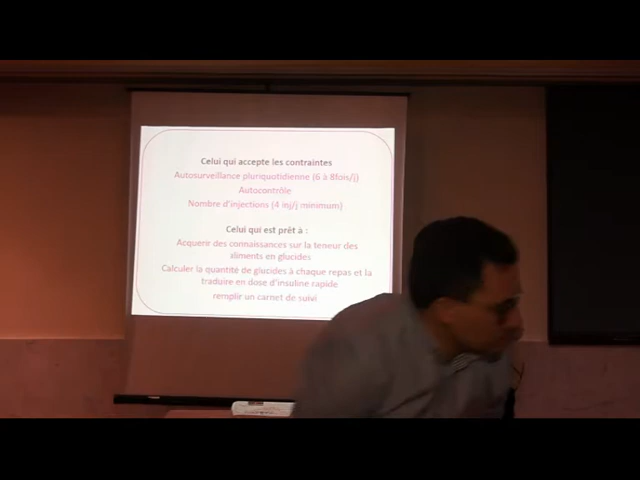 Celui qui accepte les contraintes
Autosurveillance pluriquotidienne (6 à 8fois/j)
Autocontrôle
Nombre d'injections (4 inj/j minimum)
Celui qui est prêt à :
Acquerir des connaissances sur la teneur des
aliments en glucides
Calculer la quantité de glucides à chaque repas et la
traduire en dose d'insuline rapide
remplir un carnet de suivi